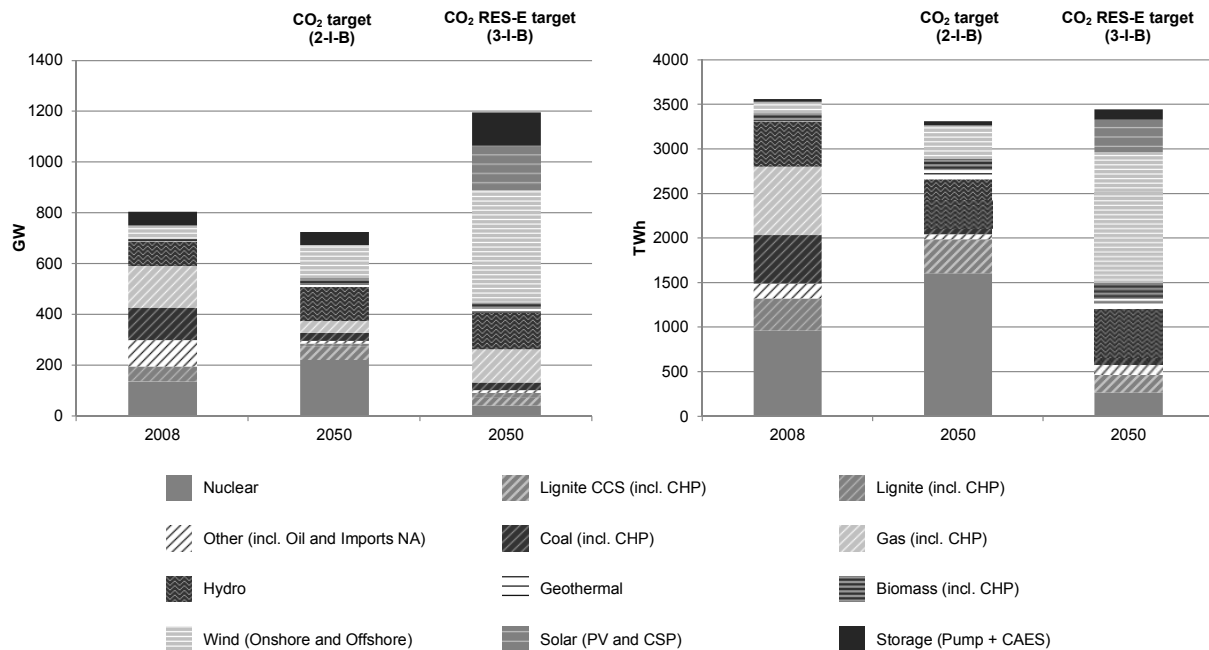 CO₂ target
(2-I-B)
CO₂ RES-E target
(3-I-B)
1400
1200
1000
800
600
400
200
0
GW
2008
2050
2050
CO₂ target
(2-I-B)
CO₂ RES-E target
(3-I-B)
4000
3500
3000
2500
2000
1500
1000
500
0
TWh
2008
2050
2050
Nuclear
Lignite CCS (incl. CHP)
Lignite (incl. CHP)
Other (incl. Oil and Imports NA)
Coal (incl. CHP)
Gas (incl. CHP)
Hydro
Geothermal
Biomass (incl. CHP)
Wind (Onshore and Offshore)
Solar (PV and CSP)
Storage (Pump + CAES)